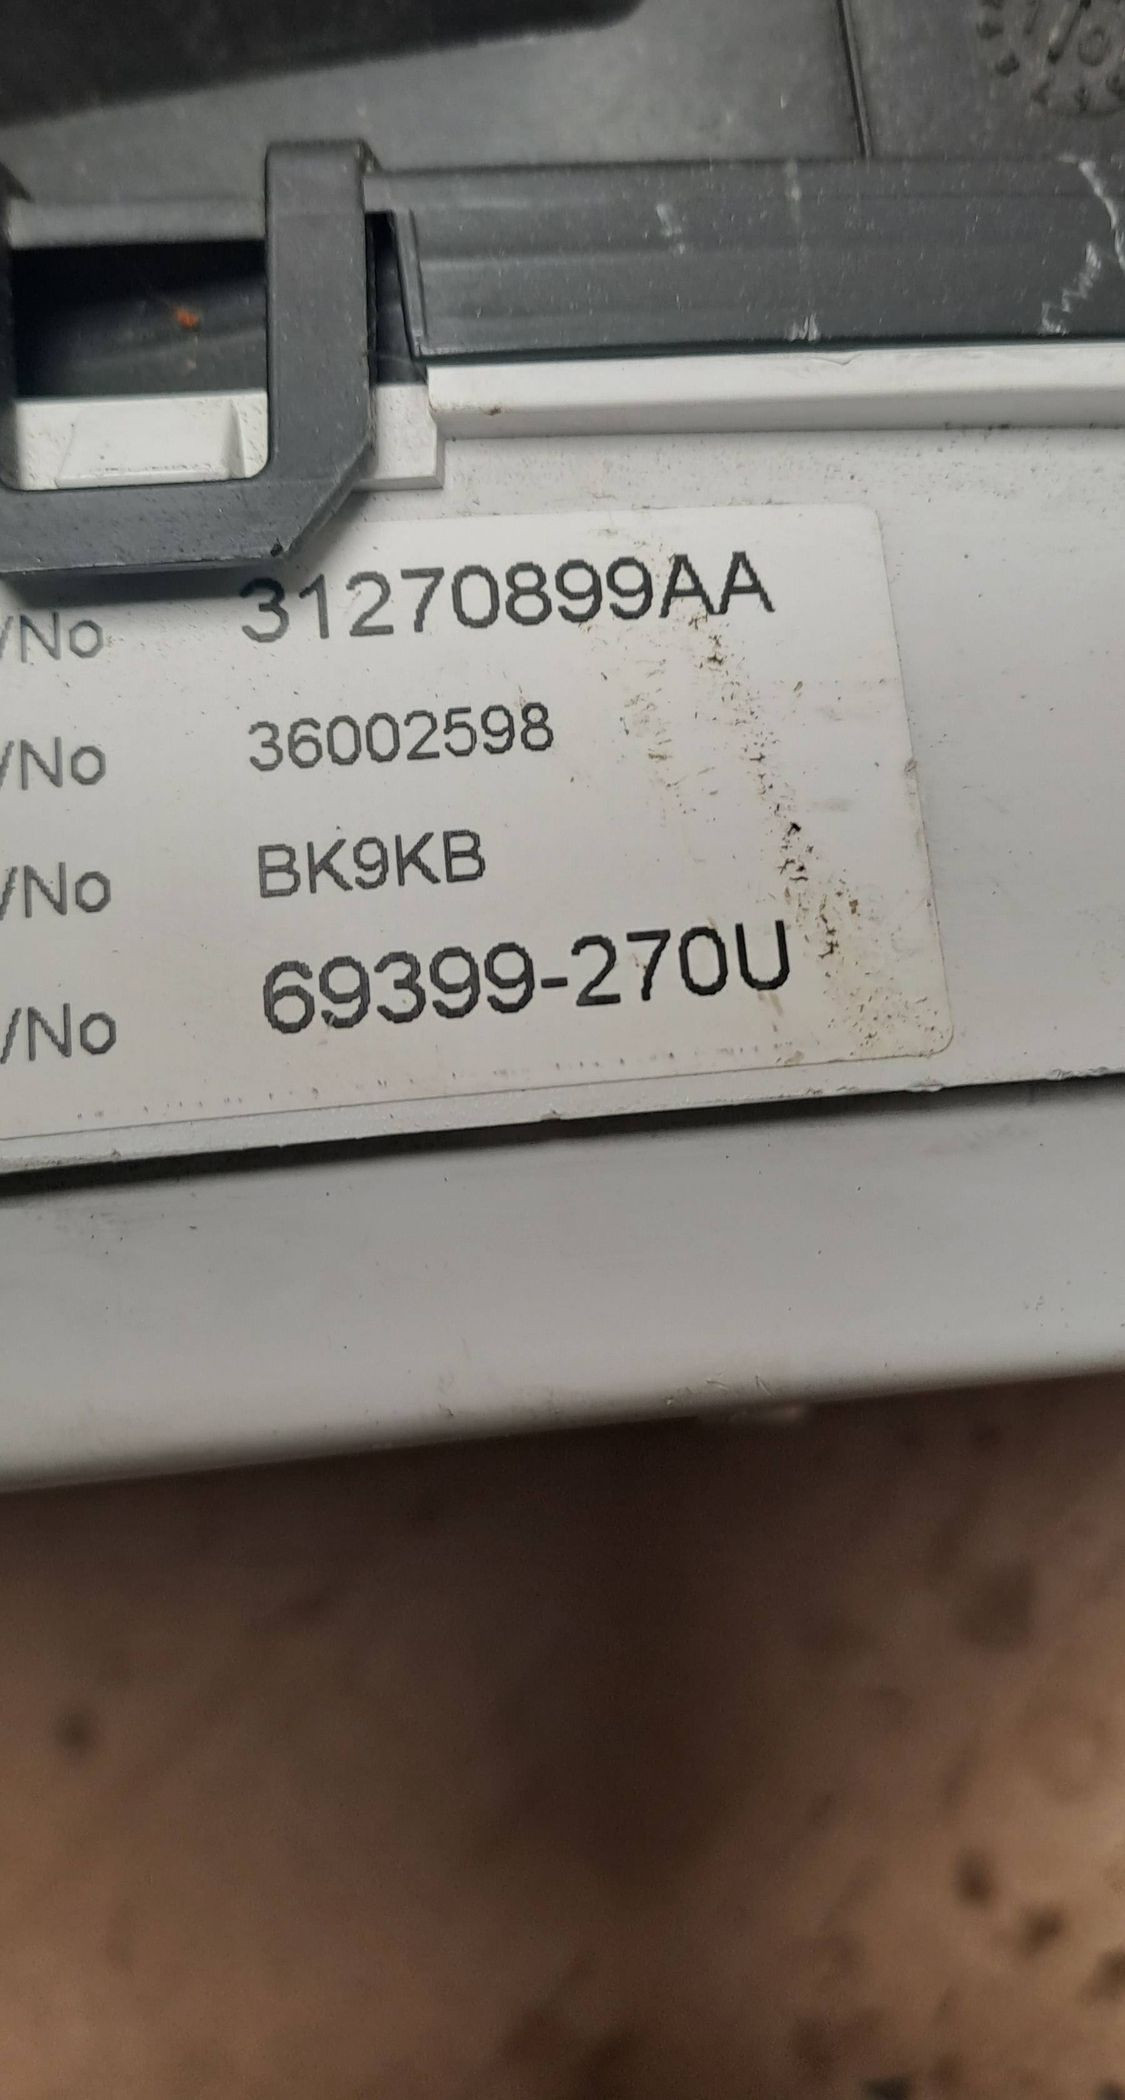 /No 31270899AA
/No 36002598
/No BK9KB
/No 69399-270U